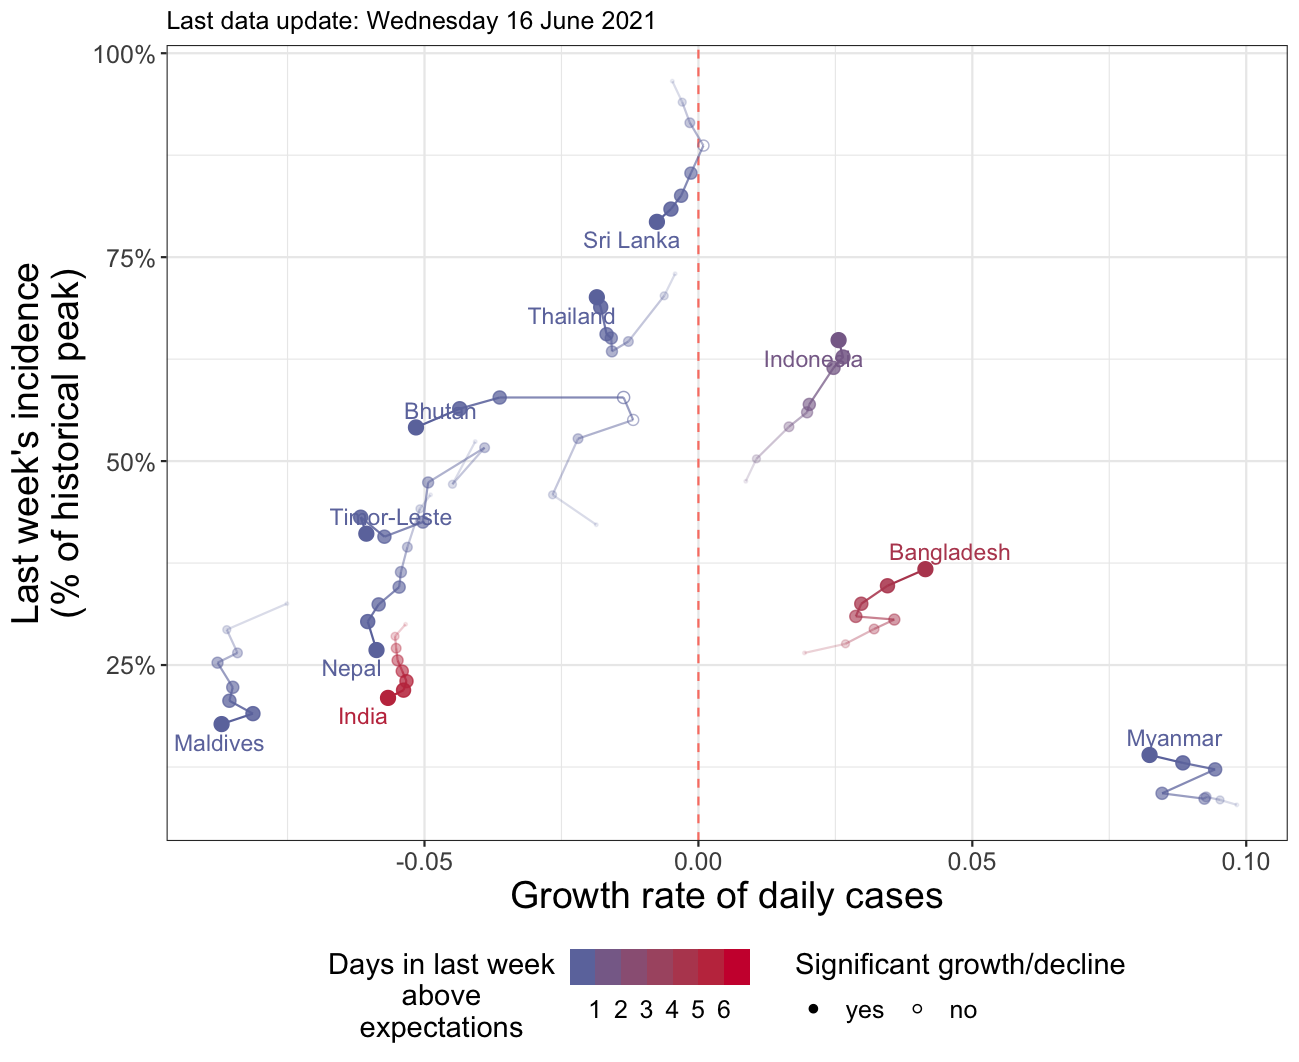 Last data update: Wednesday 16 June 2021
Last week's incidence
(% of historical peak)
100%
75%
50%
25%
Sri Lanka
Thailand
Indonesia
Bhutan
Timor-Leste
Bangladesh
Nepal
India
Maldives
Myanmar
-0.05
0.00
0.05
0.10
Growth rate of daily cases
Days in last week
above
expectations
1 2 3 4 5 6
Significant growth/decline
yes
no